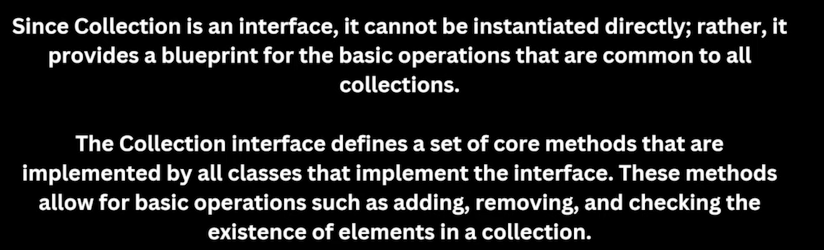 Since Collection is an interface, it cannot be instantiated directly; rather, it
provides a blueprint for the basic operations that are common to all
collections.
The Collection interface defines a set of core methods that are
implemented by all classes that implement the interface. These methods
allow for basic operations such as adding, removing, and checking the
existence of elements in a collection.